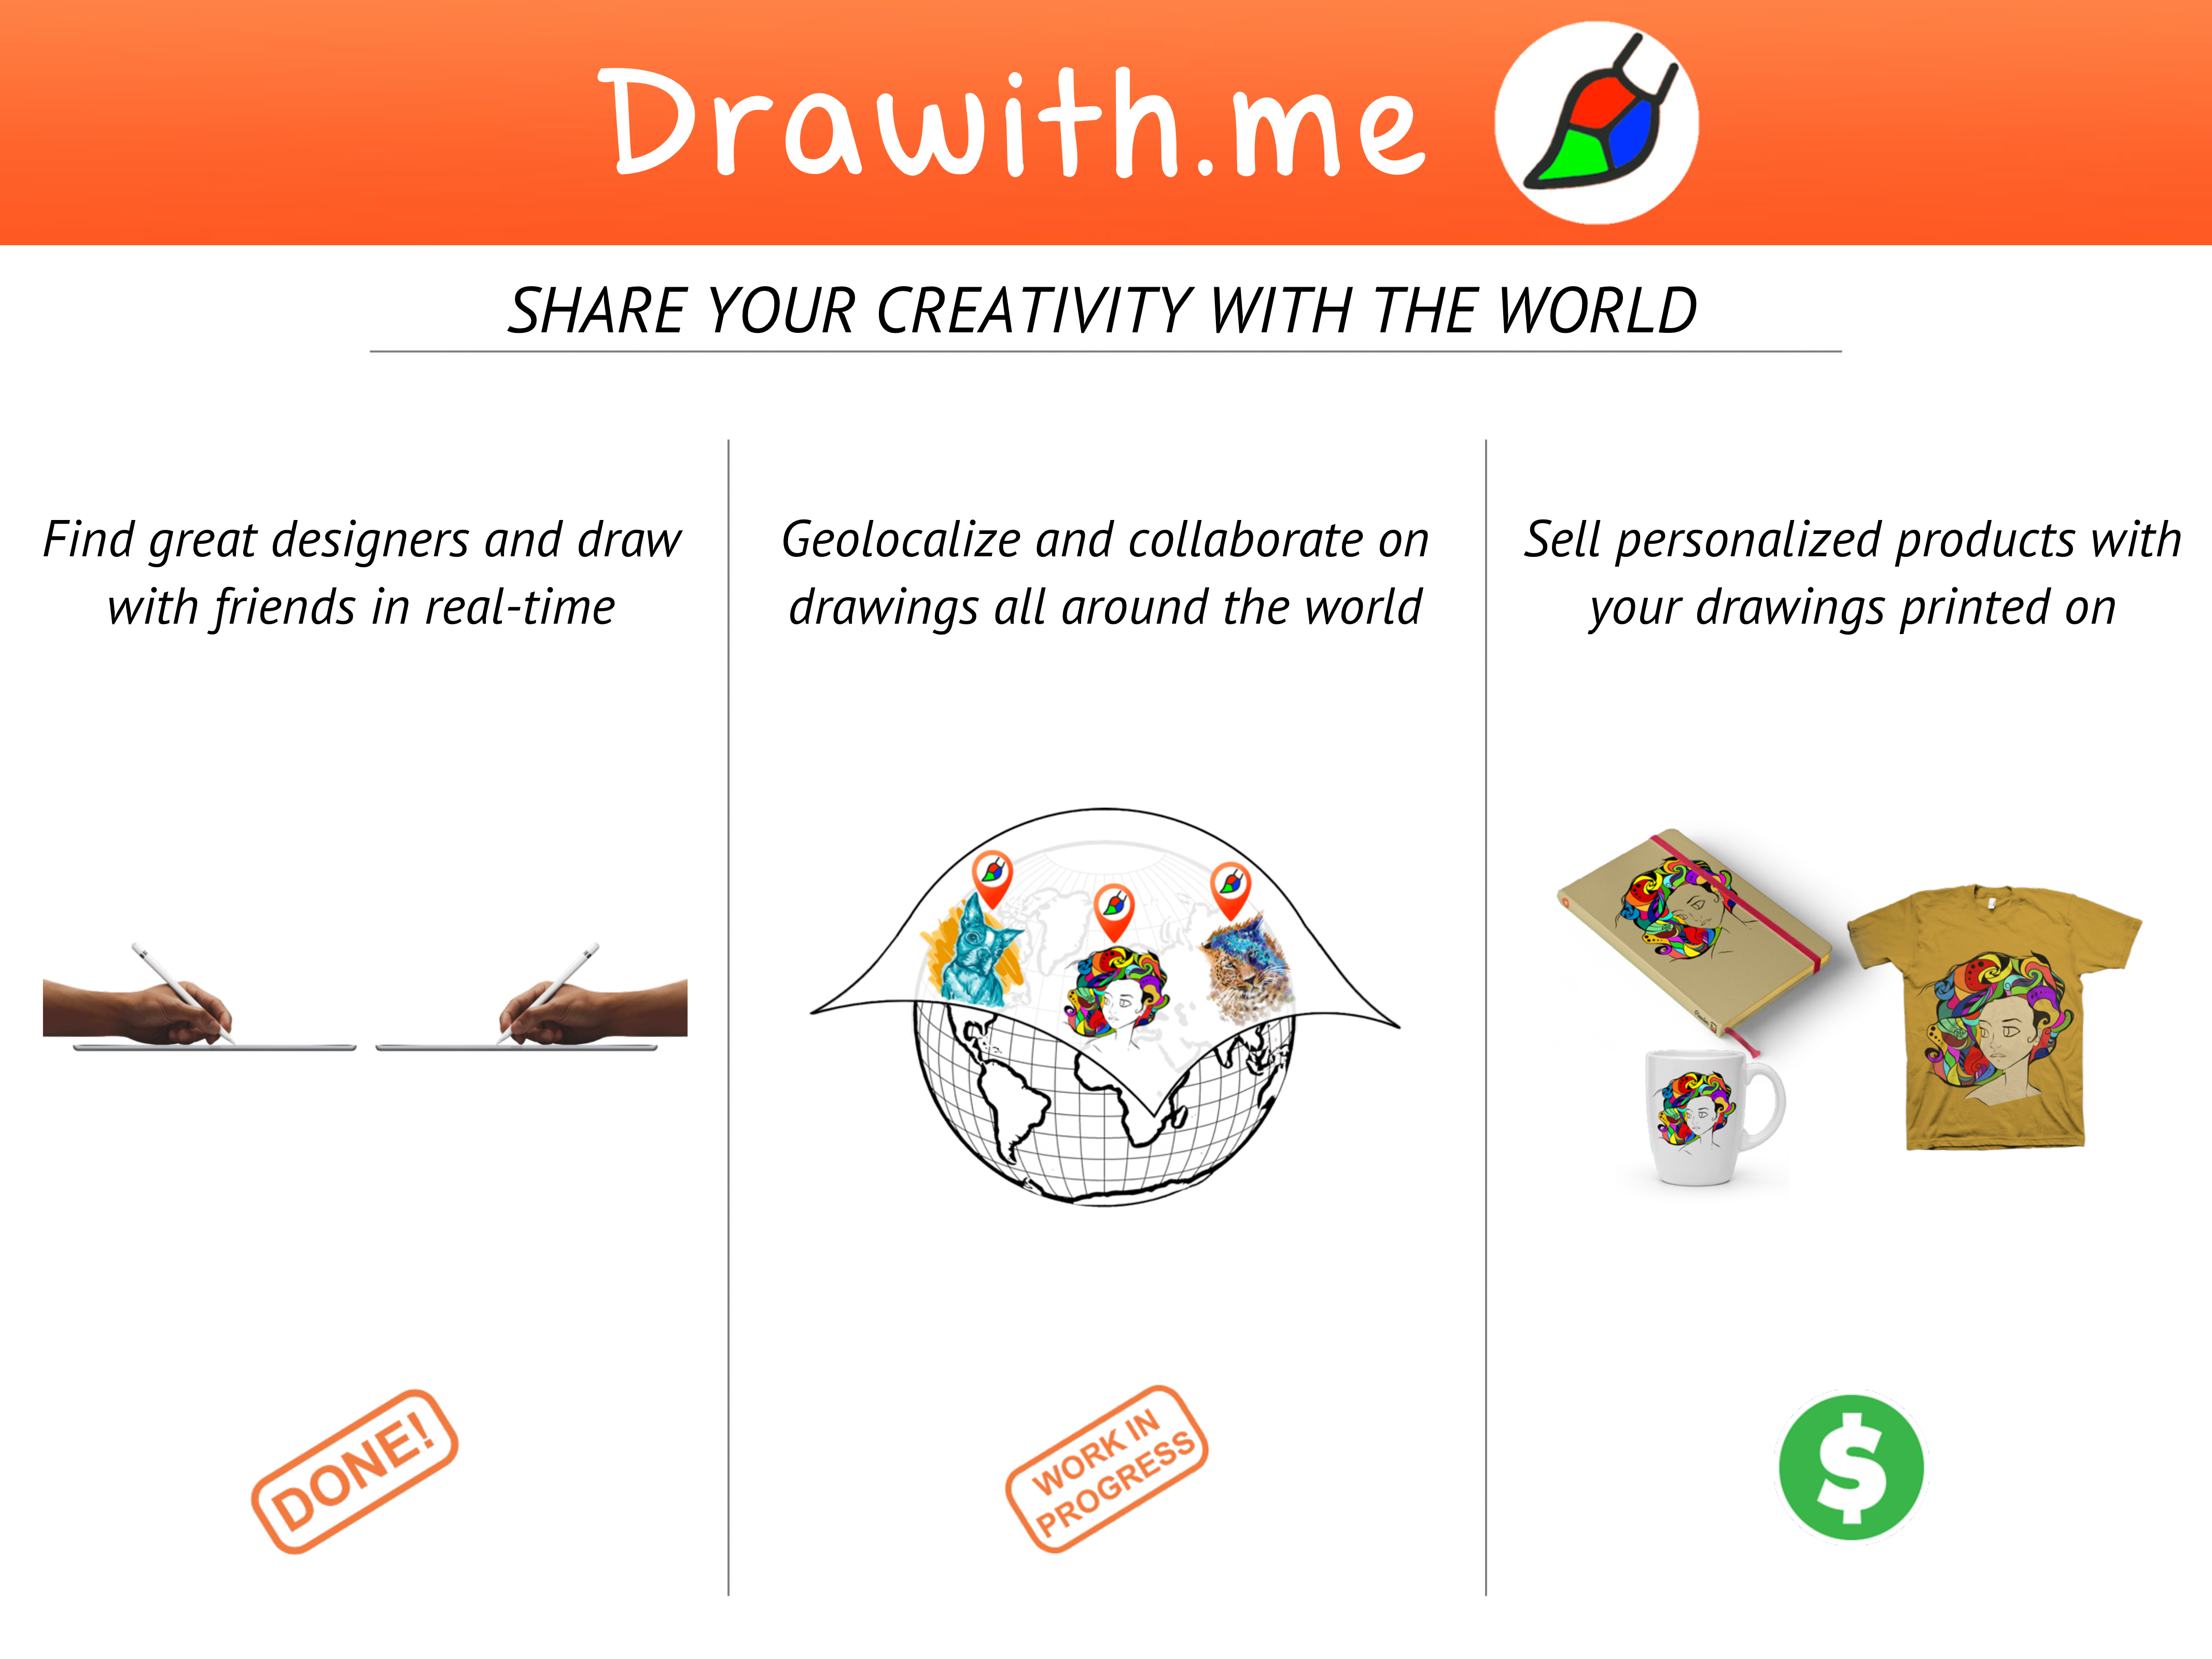 Drawith.me
SHARE YOUR CREATIVITY WITH THE WORLD
Find great designers and draw
with friends in real-time
Geolocalize and collaborate on
drawings all around the world
Sell personalized products with
your drawings printed on
DONE!
WORK IN
PROGRESS
$